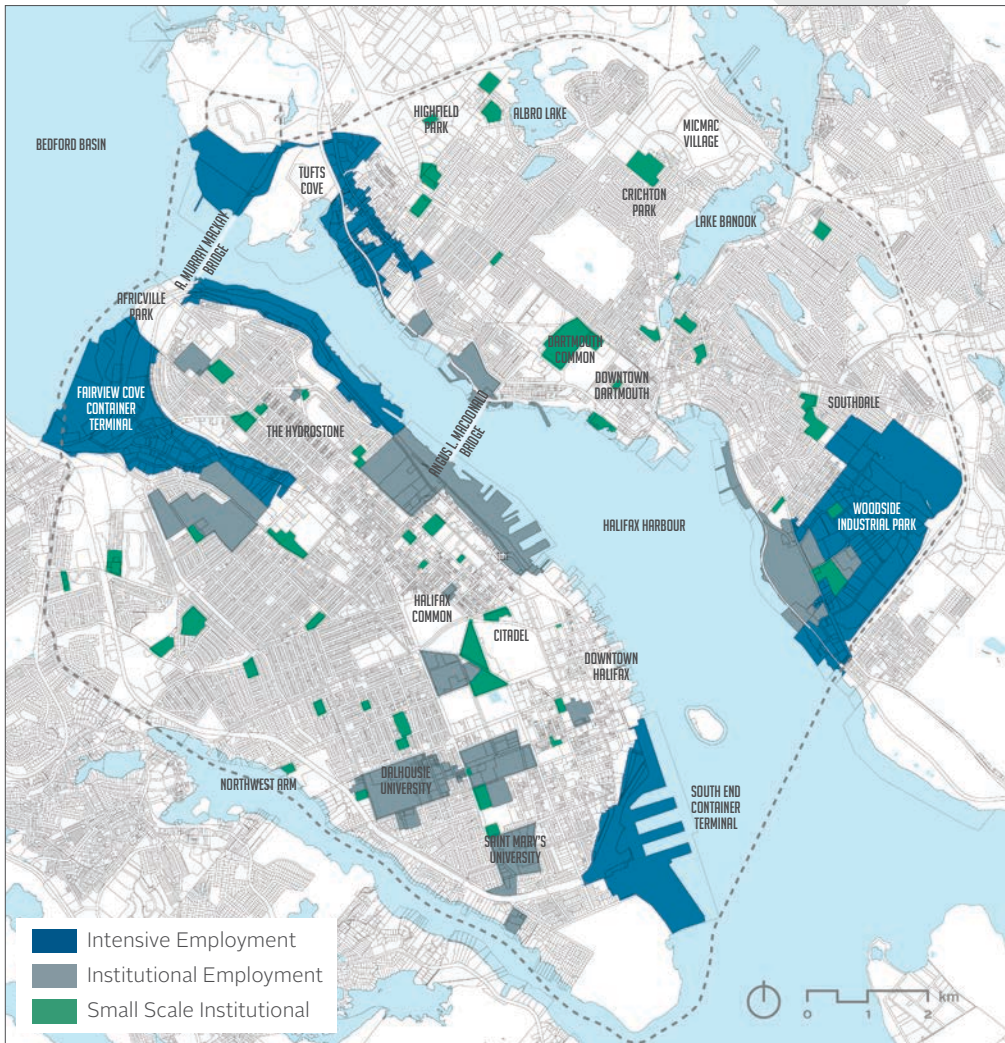 BEDFORD BASIN
HIGHFIELD
PARK
ALBRO LAKE
MICMAC
VILLAGE
TUFTS
COVE
CRICHTON
PARK
LAKE BANOOK
A. MURRAY MACKAY
BRIDGE
AFRICVILLE
PARK
DARTMOUTH
COMMON
DOWNTOWN
DARTMOUTH
FAIRVIEW COVE
CONTAINER
TERMINAL
THE HYDROSTONE
ANGUS L. MACDONALD
BRIDGE
SOUTHDALE
WOODSIDE
INDUSTRIAL PARK
HALIFAX HARBOUR
HALIFAX
COMMON
CITADEL
DOWNTOWN
HALIFAX
NORTHWEST ARM
DALHOUSIE
UNIVERSITY
SOUTH END
CONTAINER
TERMINAL
SAINT MARY'S
UNIVERSITY
Intensive Employment
Institutional Employment
Small Scale Institutional
km
0 1 2